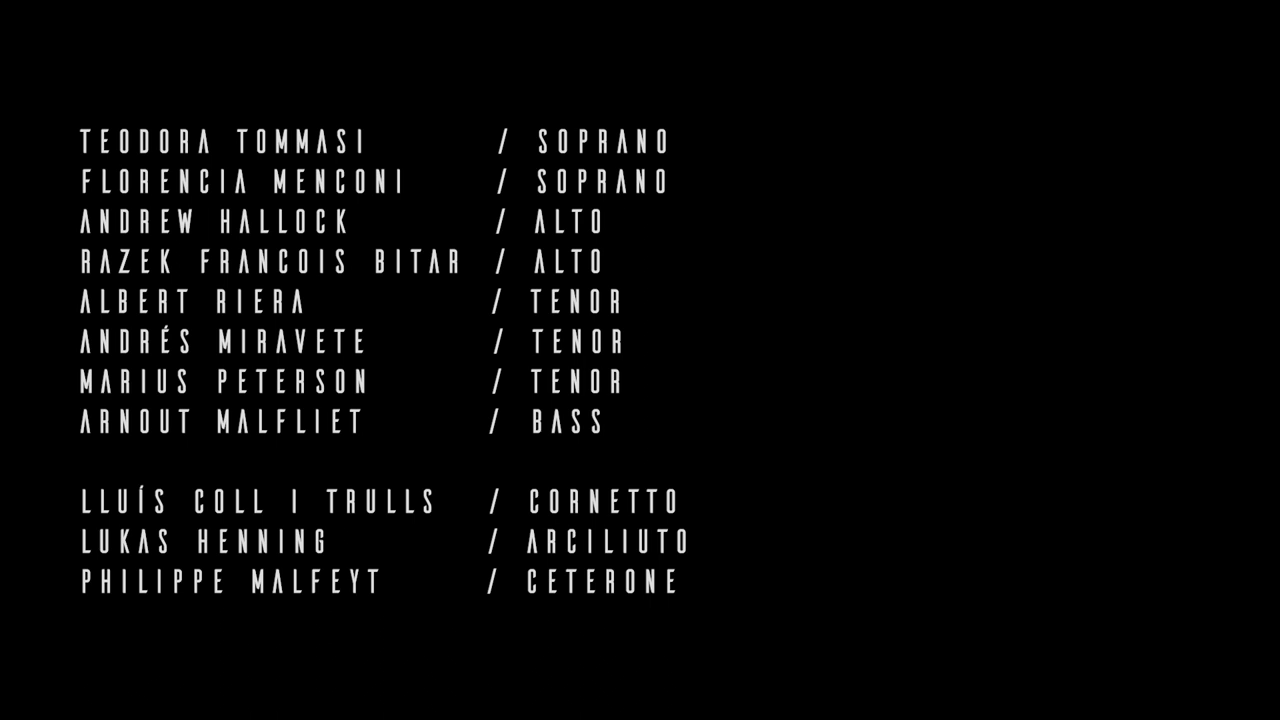 TEODORA TOMMASI / SOPRANO
FLORENCIA MENCONI / SOPRANO
ANDREW HALLOCK / ALTO
RAZEK FRANCOIS BITAR / ALTO
ALBERT RIERA / TENOR
ANDRÉS MIRAVETE / TENOR
MARIUS PETERSON / TENOR
ARNOUT MALFLIET / BASS
LLUÍS COLL I TRULLS / CORNETTO
LUKAS HENNING / ARCILIUTO
PHILIPPE MALFEYT / CETERONE